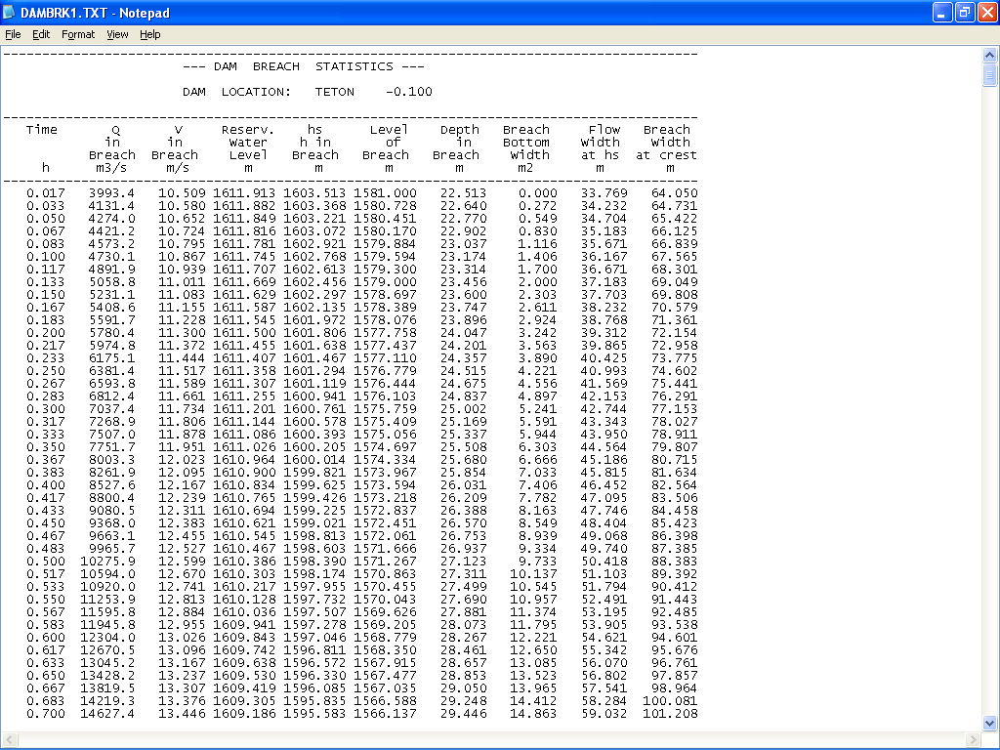 DAMBRK1.TXT - Notepad
File Edit Format View Help
--- DAM BREACH STATISTICS ---
DAM LOCATION: TETON -0.100
Time Q V Reserv. hs Level Depth Breach Flow Breach
in in Water h in of in Bottom Width Width
Breach Breach Level Breach Breach Breach Width at hs at crest
h m3/s m/s m m m m m2 m m
0.017 3993.4 10.509 1611.913 1603.513 1581.000 22.513 0.000 33.769 64.050
0.033 4131.4 10.580 1611.882 1603.368 1580.728 22.640 0.272 34.232 64.731
0.050 4274.0 10.652 1611.849 1603.221 1580.451 22.770 0.549 34.704 65.422
0.067 4421.2 10.724 1611.816 1603.072 1580.170 22.902 0.830 35.183 66.125
0.083 4573.2 10.795 1611.781 1602.921 1579.884 23.037 1.116 35.671 66.839
0.100 4730.1 10.867 1611.745 1602.768 1579.594 23.174 1.406 36.167 67.565
0.117 4891.9 10.939 1611.707 1602.613 1579.300 23.314 1.700 36.671 68.301
0.133 5058.8 11.011 1611.669 1602.456 1579.000 23.456 2.000 37.183 69.049
0.150 5231.1 11.083 1611.629 1602.297 1578.697 23.600 2.303 37.703 69.808
0.167 5408.6 11.155 1611.587 1602.135 1578.389 23.747 2.611 38.232 70.579
0.183 5591.7 11.228 1611.545 1601.972 1578.076 23.896 2.924 38.768 71.361
0.200 5780.4 11.300 1611.500 1601.806 1577.758 24.047 3.242 39.312 72.154
0.217 5974.8 11.372 1611.455 1601.638 1577.437 24.201 3.563 39.865 72.958
0.233 6175.1 11.444 1611.407 1601.467 1577.110 24.357 3.890 40.425 73.775
0.250 6381.4 11.517 1611.358 1601.294 1576.779 24.515 4.221 40.993 74.602
0.267 6593.8 11.589 1611.307 1601.119 1576.444 24.675 4.556 41.569 75.441
0.283 6812.4 11.661 1611.255 1600.941 1576.103 24.837 4.897 42.153 76.291
0.300 7037.4 11.734 1611.201 1600.761 1575.759 25.002 5.241 42.744 77.153
0.317 7268.9 11.806 1611.144 1600.578 1575.409 25.169 5.591 43.343 78.027
0.333 7507.0 11.878 1611.086 1600.393 1575.056 25.337 5.944 43.950 78.911
0.350 7751.7 11.951 1611.026 1600.205 1574.697 25.508 6.303 44.564 79.807
0.367 8003.3 12.023 1610.964 1600.014 1574.334 25.680 6.666 45.186 80.715
0.383 8261.9 12.095 1610.900 1599.821 1573.967 25.854 7.033 45.815 81.634
0.400 8527.6 12.167 1610.834 1599.625 1573.594 26.031 7.406 46.452 82.564
0.417 8800.4 12.239 1610.765 1599.426 1573.218 26.209 7.782 47.095 83.506
0.433 9080.5 12.311 1610.694 1599.225 1572.837 26.388 8.163 47.746 84.458
0.450 9368.0 12.383 1610.621 1599.021 1572.451 26.570 8.549 48.404 85.423
0.467 9663.1 12.455 1610.545 1598.813 1572.061 26.753 8.939 49.068 86.398
0.483 9965.7 12.527 1610.467 1598.603 1571.666 26.937 9.334 49.740 87.385
0.500 10275.9 12.599 1610.386 1598.390 1571.267 27.123 9.733 50.418 88.383
0.517 10594.0 12.670 1610.303 1598.174 1570.863 27.311 10.137 51.103 89.392
0.533 10920.0 12.741 1610.217 1597.955 1570.455 27.499 10.545 51.794 90.412
0.550 11253.9 12.813 1610.128 1597.732 1570.043 27.690 10.957 52.491 91.443
0.567 11595.8 12.884 1610.036 1597.507 1569.626 27.881 11.374 53.195 92.485
0.583 11945.8 12.955 1609.941 1597.278 1569.205 28.073 11.795 53.905 93.538
0.600 12304.0 13.026 1609.843 1597.046 1568.779 28.267 12.221 54.621 94.601
0.617 12670.5 13.096 1609.742 1596.811 1568.350 28.461 12.650 55.342 95.676
0.633 13045.2 13.167 1609.638 1596.572 1567.915 28.657 13.085 56.070 96.761
0.650 13428.2 13.237 1609.530 1596.330 1567.477 28.853 13.523 56.802 97.857
0.667 13819.5 13.307 1609.419 1596.085 1567.035 29.050 13.965 57.541 98.964
0.683 14219.3 13.376 1609.305 1595.835 1566.588 29.248 14.412 58.284 100.081
0.700 14627.4 13.446 1609.186 1595.583 1566.137 29.446 14.863 59.032 101.208